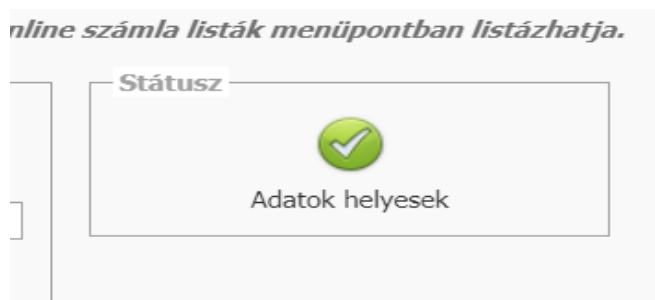 nline számla listák menüpontban listázhatja.
Státusz
Adatok helyesek